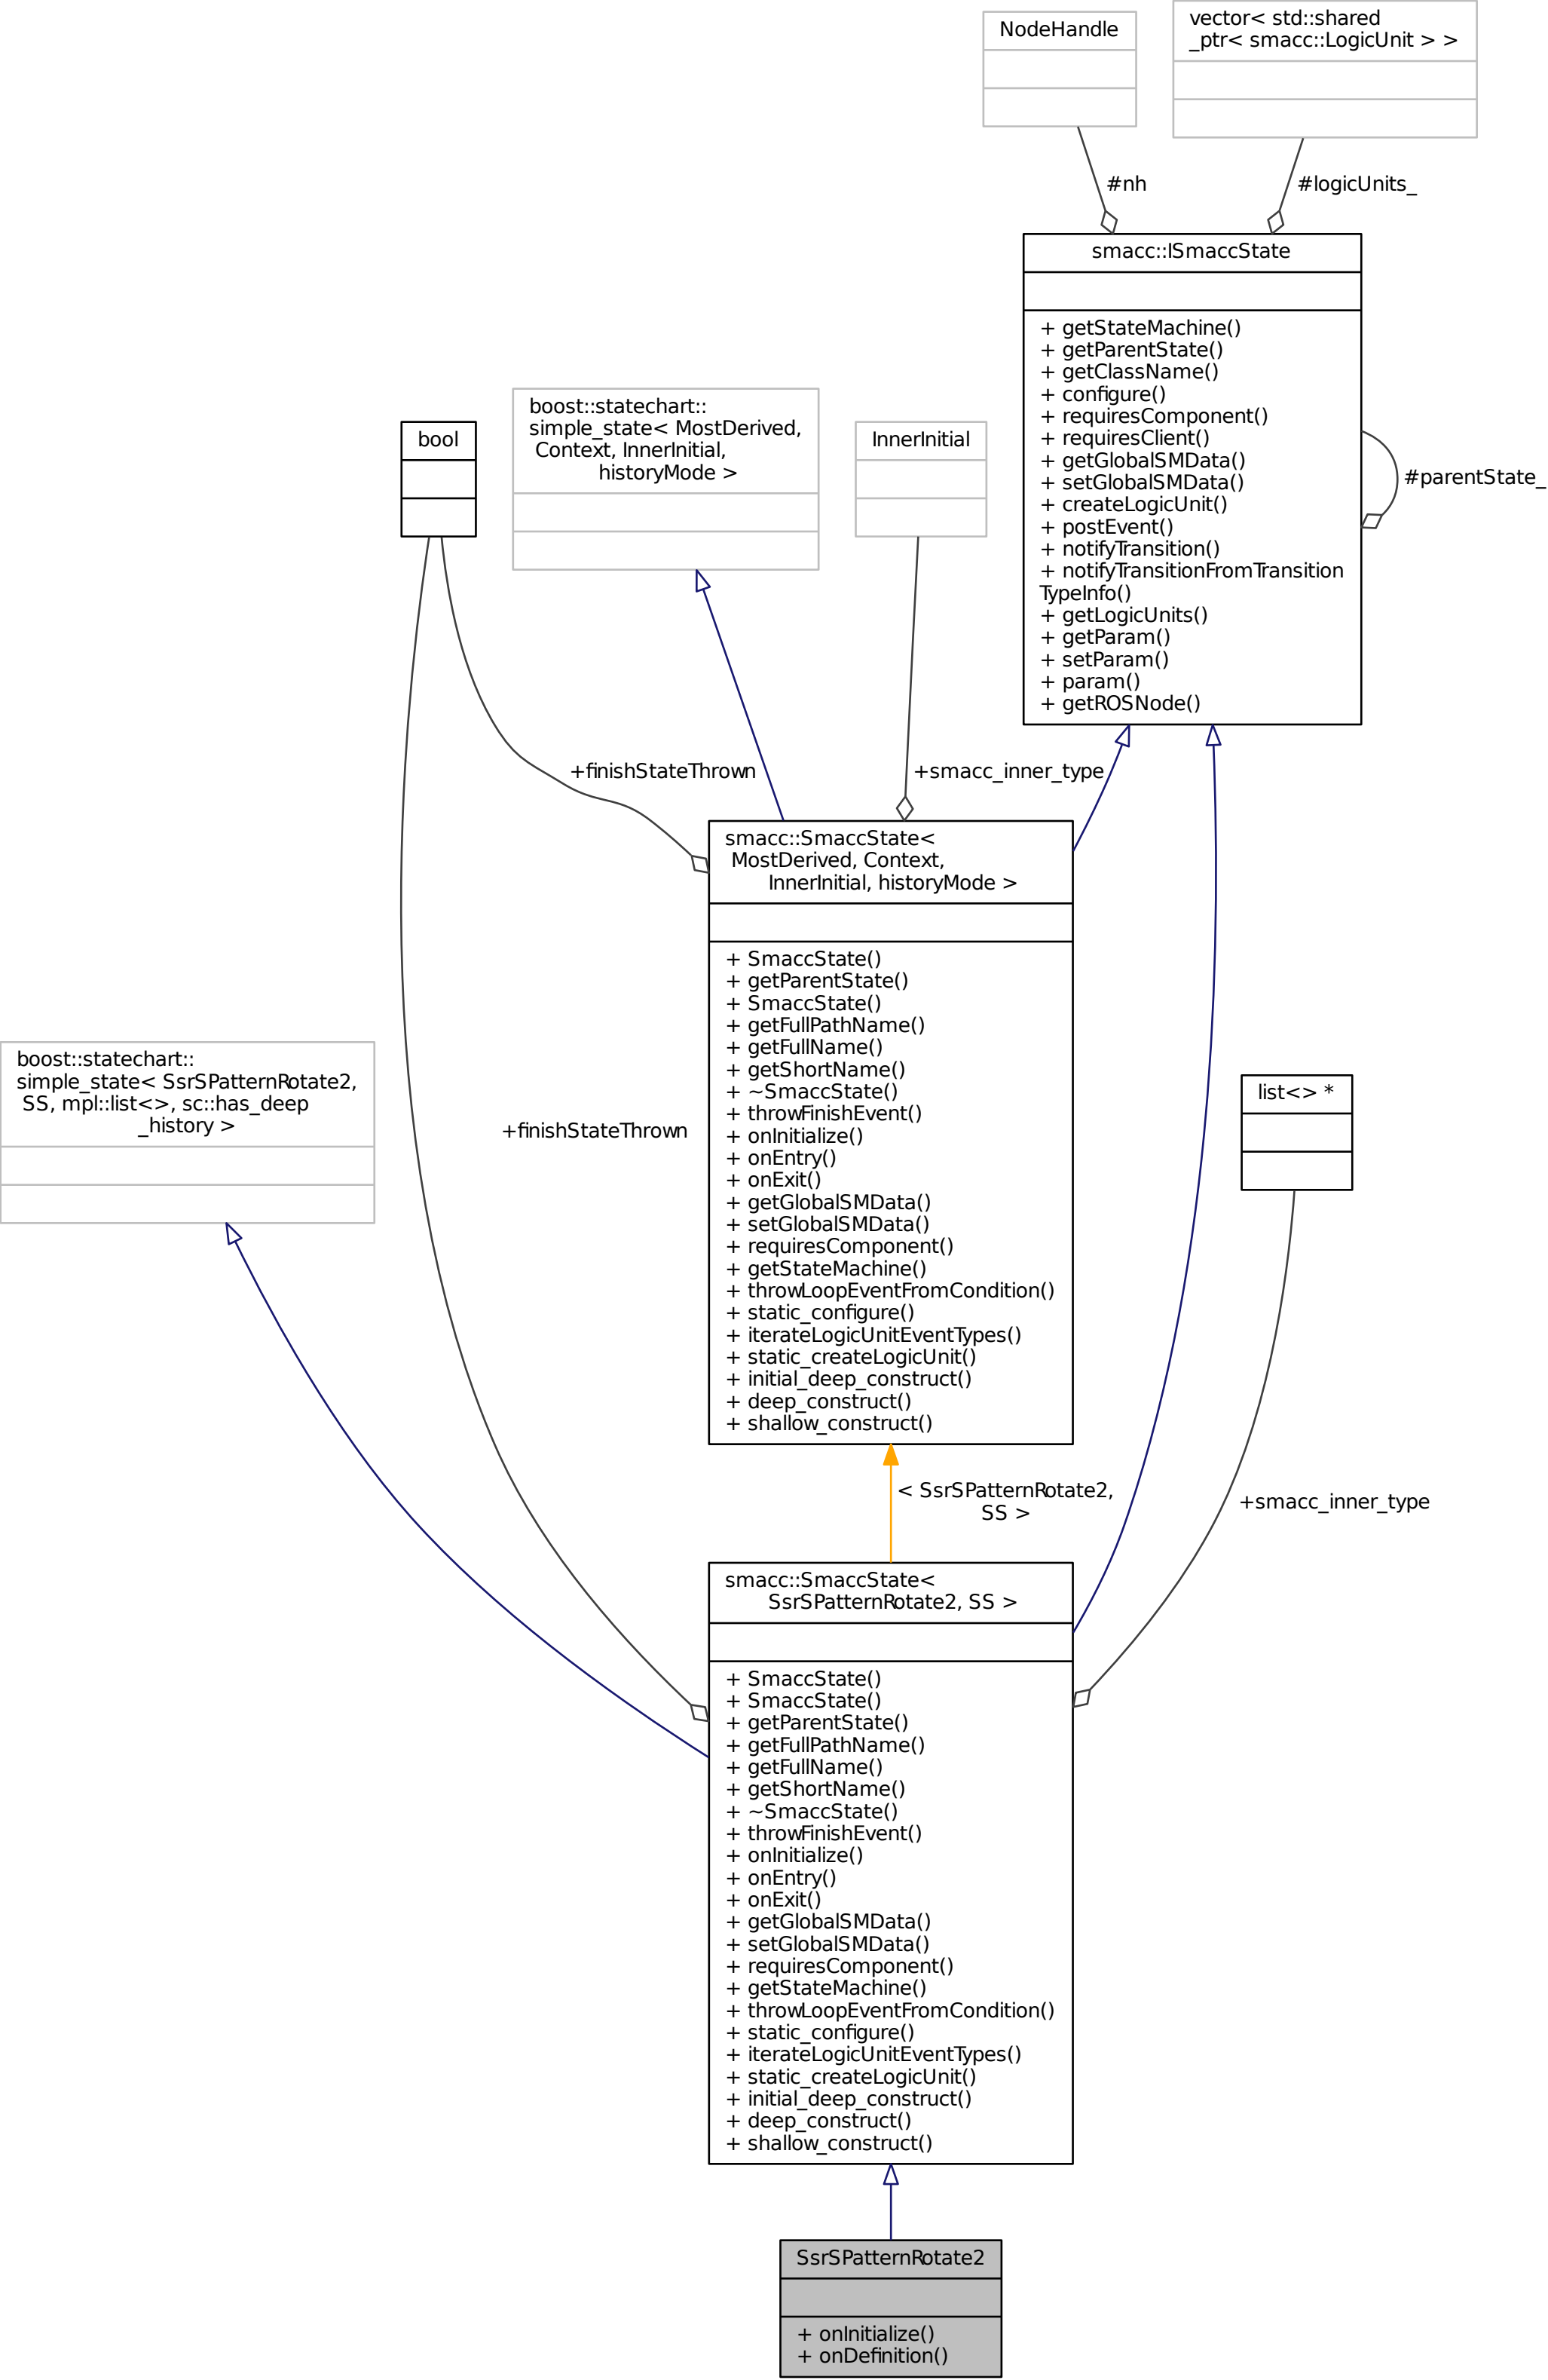 NodeHandle
vector< std::shared
_ptr< smacc::LogicUnit > >
#nh
#logicUnits_
smacc::ISmaccState
+ getStateMachine()
+ getParentState()
+ getClassName()
+ configure()
+ requiresComponent()
+ requiresClient()
+ getGlobalSMData()
+ setGlobalSMData()
+ createLogicUnit()
+ postEvent()
+ notifyTransition()
+ notifyTransitionFromTransition
TypeInfo()
+ getLogicUnits()
+ getParam()
+ setParam()
+ param()
+ getROSNode()
#parentState_
bool
boost::statechart::
simple_state< MostDerived,
Context, InnerInitial,
historyMode >
InnerInitial
+finishStateThrown
+smacc_inner_type
smacc::SmaccState<
MostDerived, Context,
InnerInitial, historyMode >
+ SmaccState()
+ getParentState()
+ SmaccState()
+ getFullPathName()
+ getFullName()
+ getShortName()
+ ~SmaccState()
+ throwFinishEvent()
+ onInitialize()
+ onEntry()
+ onExit()
+ getGlobalSMData()
+ setGlobalSMData()
+ requiresComponent()
+ getStateMachine()
+ throwLoopEventFromCondition()
+ static_configure()
+ iterateLogicUnitEventTypes()
+ static_createLogicUnit()
+ initial_deep_construct()
+ deep_construct()
+ shallow_construct()
boost::statechart::
simple_state< SsrSPatternRotate2,
SS, mpl::list<>, sc::has_deep
_history >
+finishStateThrown
list<> *
< SsrSPatternRotate2,
SS >
+smacc_inner_type
smacc::SmaccState<
SsrSPatternRotate2, SS >
+ SmaccState()
+ SmaccState()
+ getParentState()
+ getFullPathName()
+ getFullName()
+ getShortName()
+ ~SmaccState()
+ throwFinishEvent()
+ onInitialize()
+ onEntry()
+ onExit()
+ getGlobalSMData()
+ setGlobalSMData()
+ requiresComponent()
+ getStateMachine()
+ throwLoopEventFromCondition()
+ static_configure()
+ iterateLogicUnitEventTypes()
+ static_createLogicUnit()
+ initial_deep_construct()
+ deep_construct()
+ shallow_construct()
SsrSPatternRotate2
+ onInitialize()
+ onDefinition()